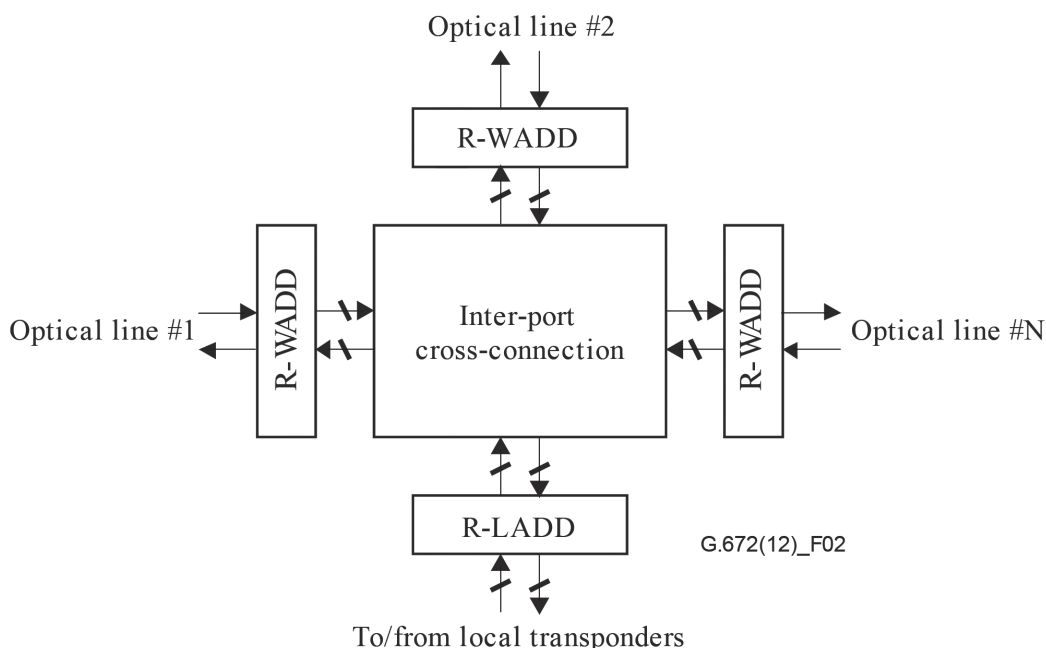 Optical line #2
R-WADD
Optical line #1
R-WADD
Inter-port
cross-connection
R-WADD
Optical line #N
R-LADD
G.672(12)_F02
To/from local transponders